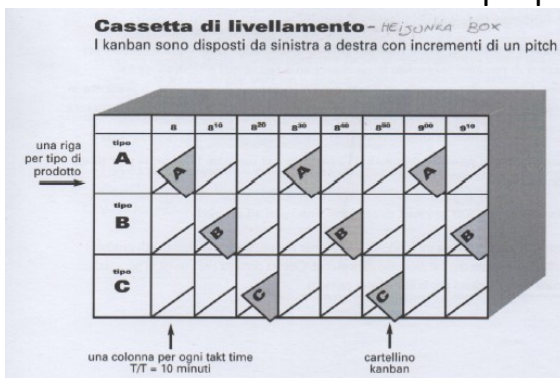 Cassetta di livellamento - HEIJUNKA BOX
I kanban sono disposti da sinistra a destra con incrementi di un pitch
8 8¹⁰ 8²⁰ 8³⁰ 8⁴⁰ 8⁵⁰ 9⁰⁰ 9¹⁰
una riga
per tipo di
prodotto
tipo
A
A A A
tipo
B
B B B
tipo
C
C C
una colonna per ogni takt time
T/T = 10 minuti
cartellino
kanban